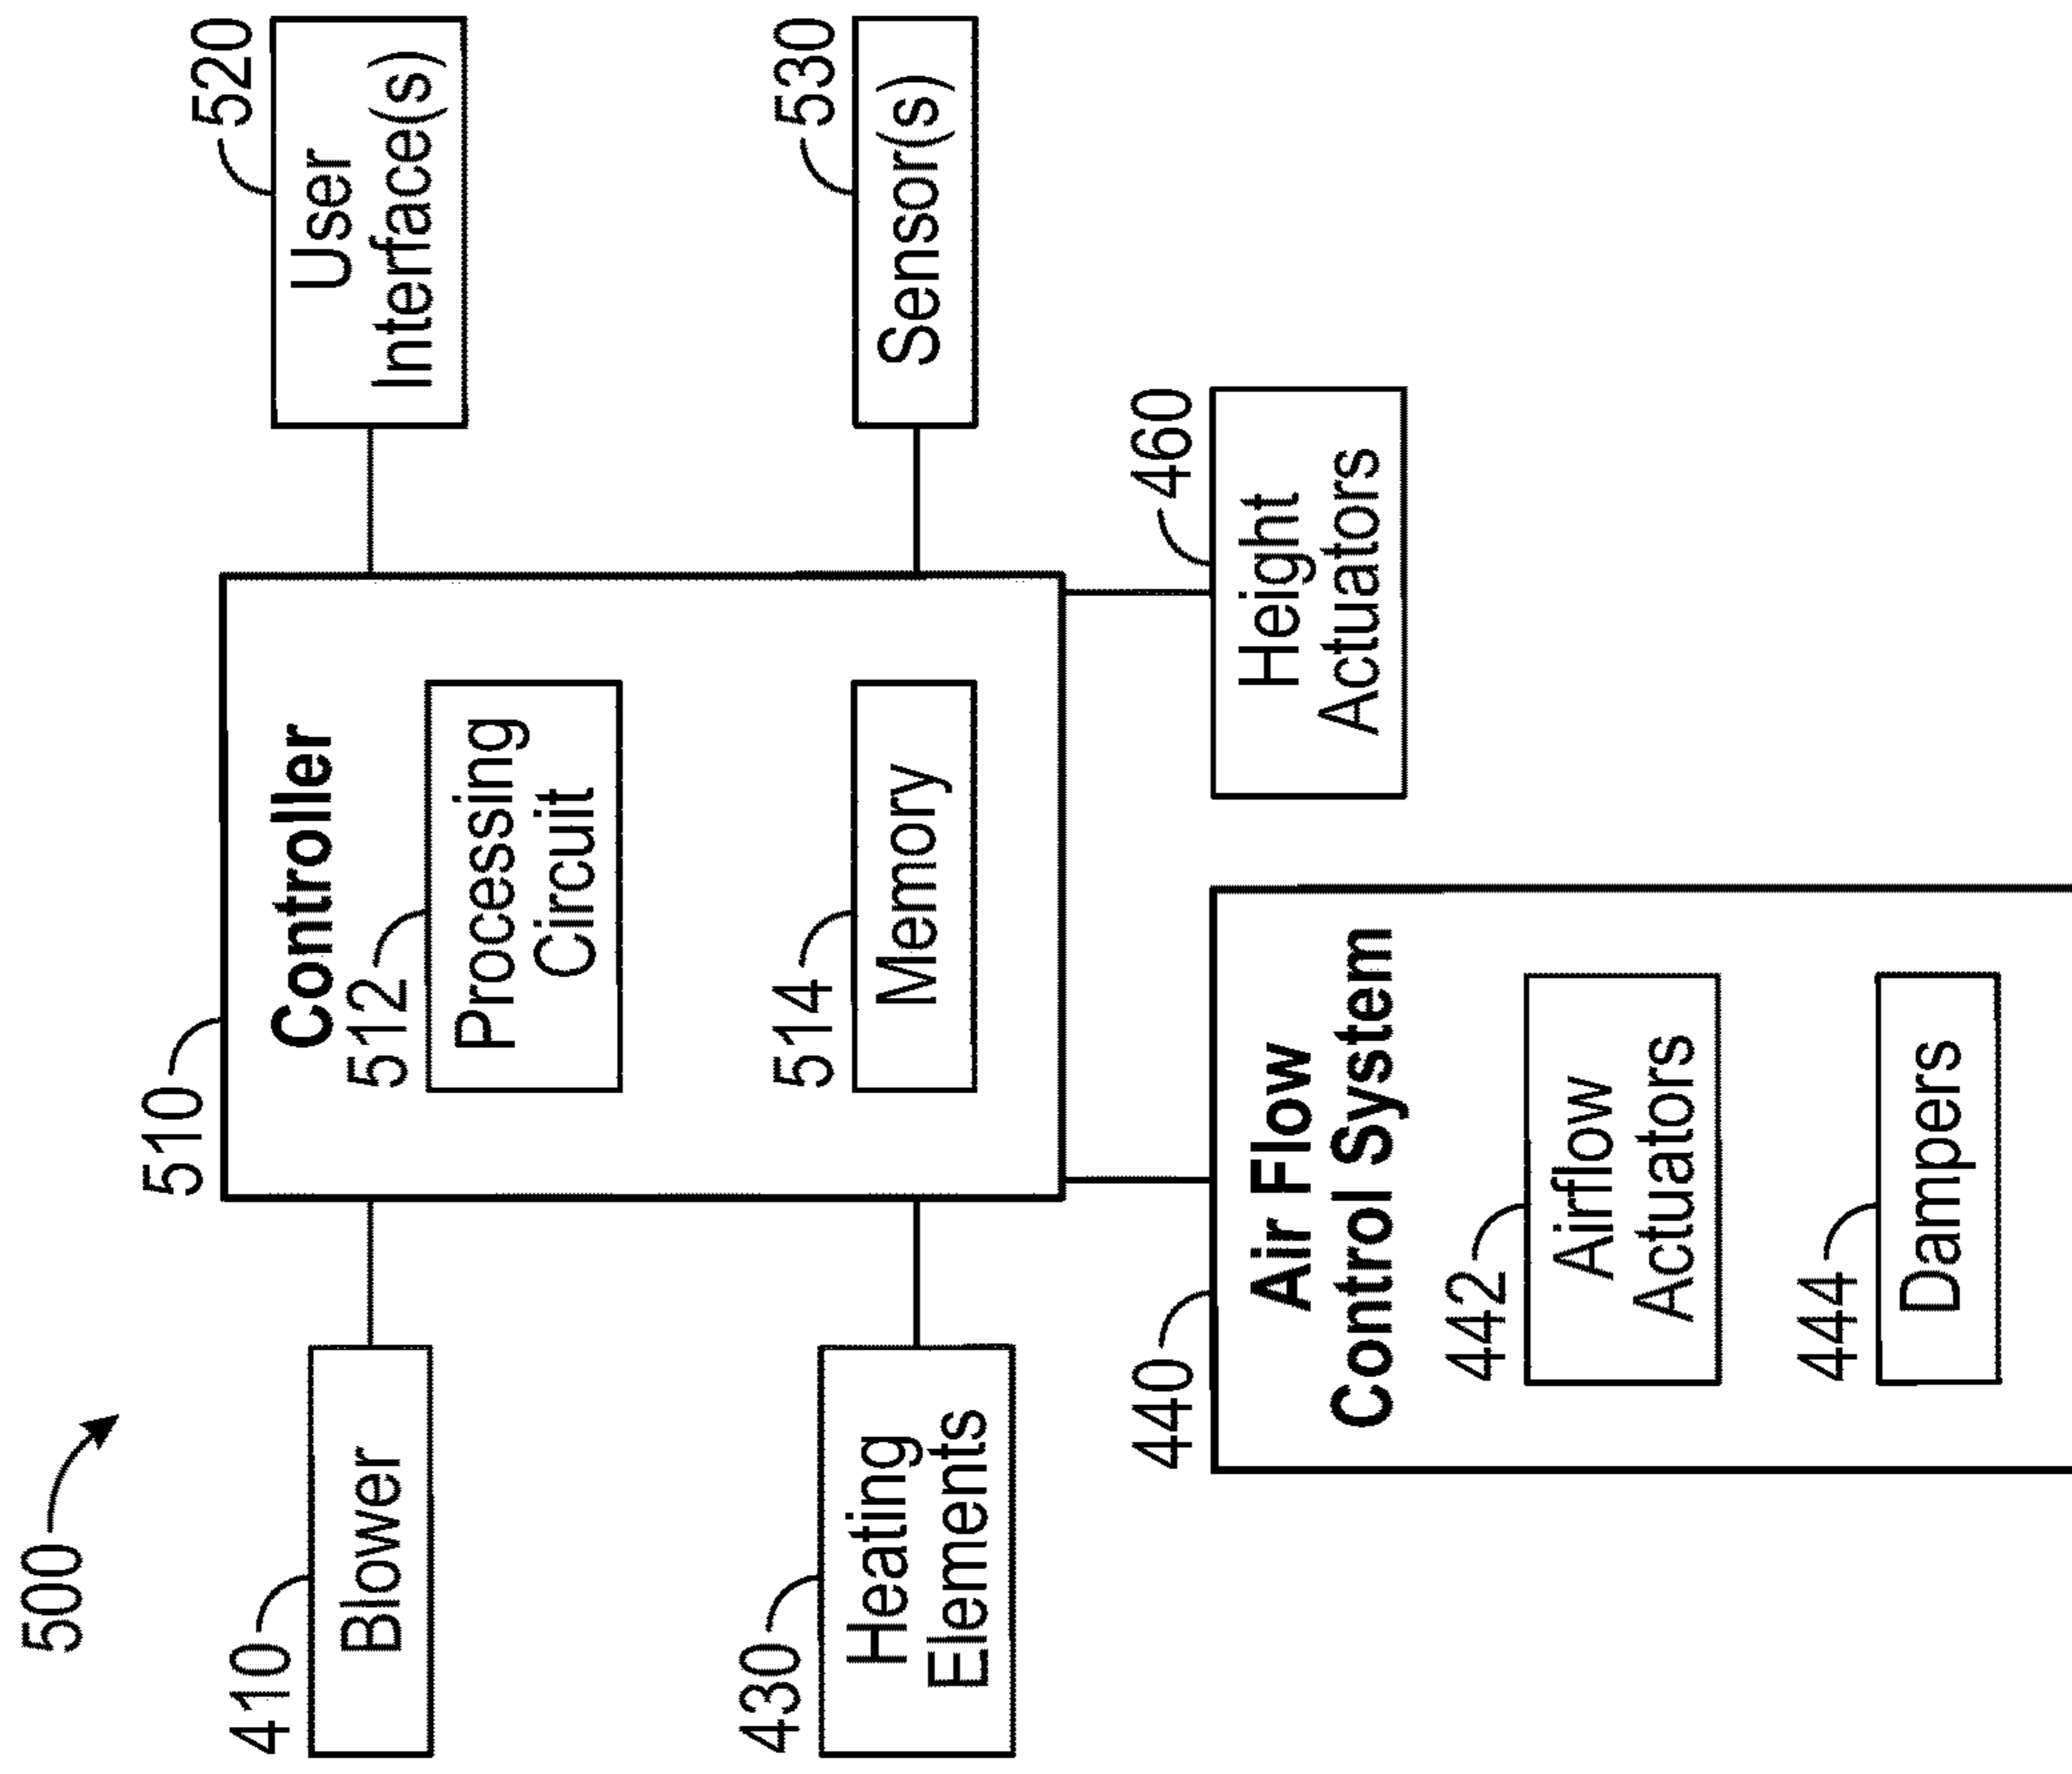 500
510
Controller
512
Processing
Circuit
514
Memory
410
Blower
430
Heating
Elements
520
User
Interface(s)
530
Sensor(s)
440
Air Flow
Control System
442
Airflow
Actuators
444
Dampers
460
Height
Actuators